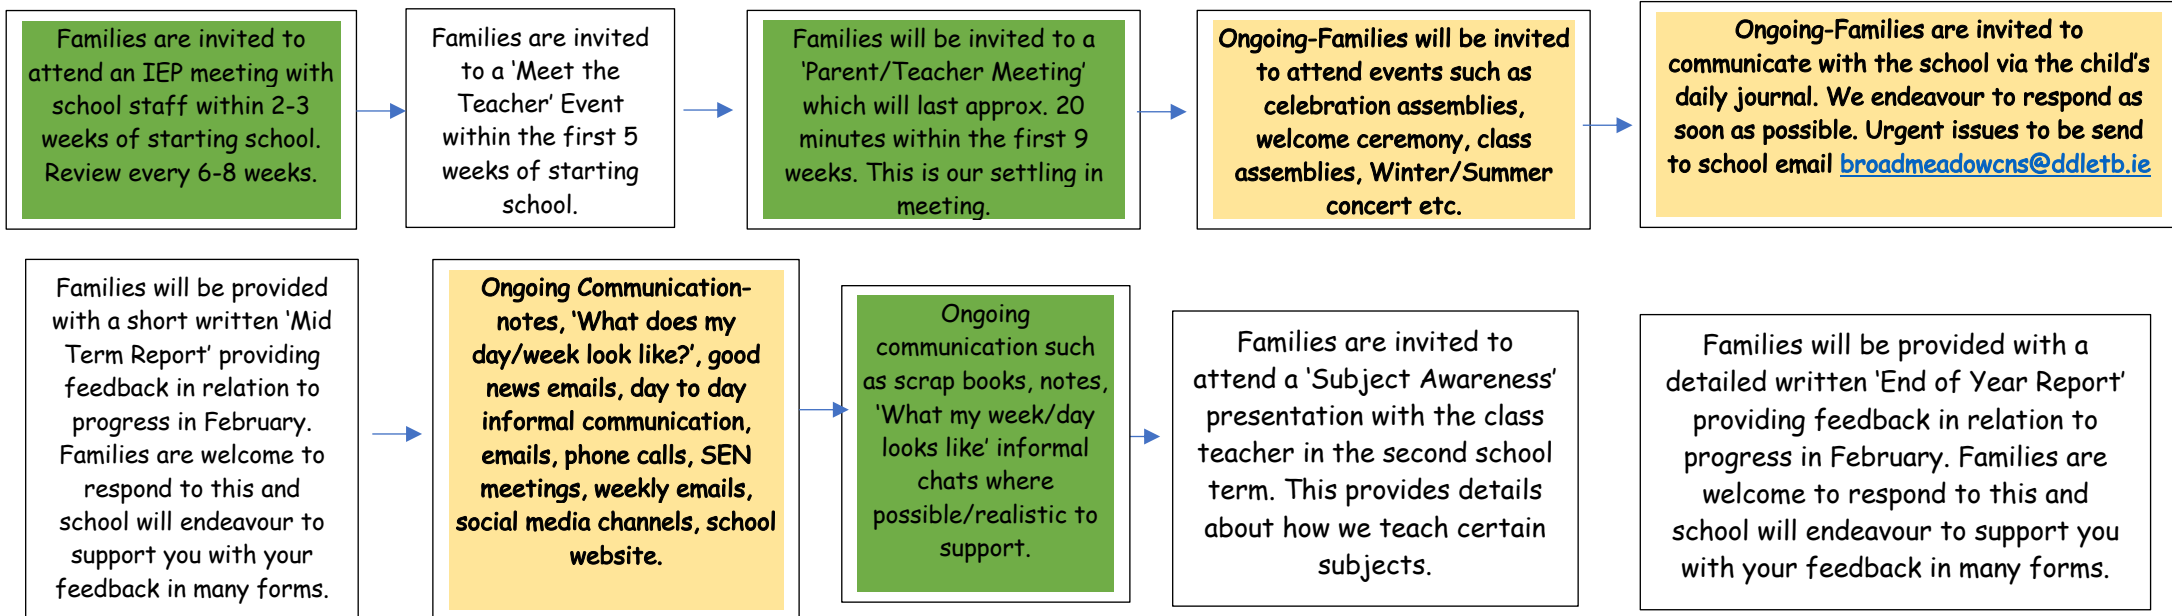 Families are invited to
attend an IEP meeting with
school staff within 2-3
weeks of starting school.
Review every 6-8 weeks.
Families are invited
to a ‘Meet the
Teacher’ Event
within the first 5
weeks of starting
school.
Families will be invited to a
‘Parent/Teacher Meeting’
which will last approx. 20
minutes within the first 9
weeks. This is our settling in
meeting.
Ongoing-Families will be invited
to attend events such as
celebration assemblies,
welcome ceremony, class
assemblies, Winter/Summer
concert etc.
Ongoing-Families are invited to
communicate with the school via the child’s
daily journal. We endeavour to respond as
soon as possible. Urgent issues to be send
to school email broadmeadowcns@ddletb.ie
Families will be provided
with a short written ‘Mid
Term Report’ providing
feedback in relation to
progress in February.
Families are welcome to
respond to this and
school will endeavour to
support you with your
feedback in many forms.
Ongoing Communication-
notes, ‘What does my
day/week look like?’, good
news emails, day to day
informal communication,
emails, phone calls, SEN
meetings, weekly emails,
social media channels, school
website.
Ongoing
communication such
as scrap books, notes,
‘What my week/day
looks like’ informal
chats where
possible/realistic to
support.
Families are invited to
attend a ‘Subject Awareness’
presentation with the class
teacher in the second school
term. This provides details
about how we teach certain
subjects.
Families will be provided with a
detailed written ‘End of Year Report’
providing feedback in relation to
progress in February. Families are
welcome to respond to this and
school will endeavour to support you
with your feedback in many forms.